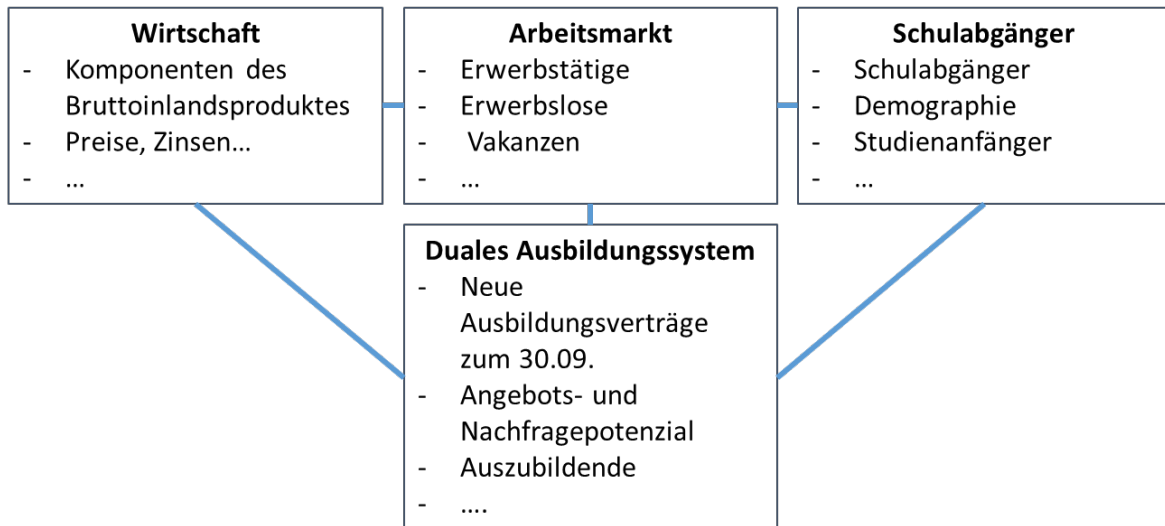 Wirtschaft
- Komponenten des
Bruttoinlandsproduktes
- Preise, Zinsen...
- ...
Arbeitsmarkt
- Erwerbstätige
- Erwerbslose
- Vakanzen
- ...
Schulabgänger
- Schulabgänger
- Demographie
- Studienanfänger
- ...
Duales Ausbildungssystem
- Neue
Ausbildungsverträge
zum 30.09.
- Angebots- und
Nachfragepotenzial
- Auszubildende
- ....